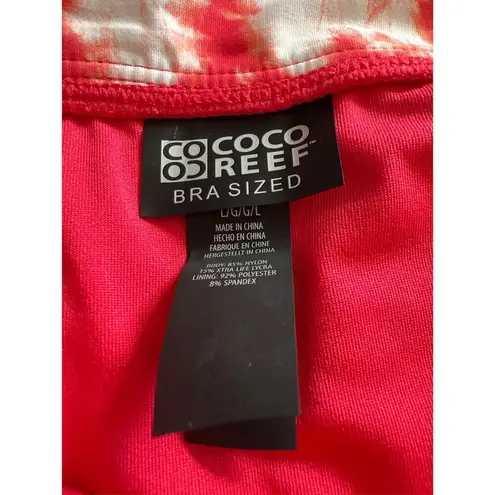 COCO
REEF™
BRA SIZED
L/G/G/L
MADE IN CHINA
HECHO EN CHINA
FABRIQUE EN CHINE
HERGESTELLT IN CHINA
BODY: 85% NYLON
15% XTRA LIFE LYCRA
LINING: 92% POLYESTER
8% SPANDEX